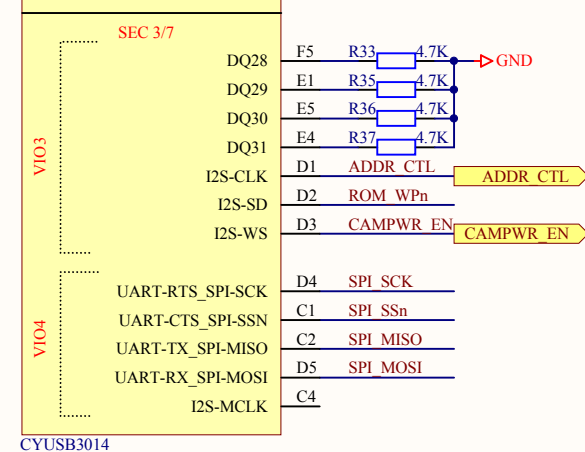 SEC 3/7
DQ28 F5 R33 4.7K GND
DQ29 E1 R35 4.7K
DQ30 E5 R36 4.7K
DQ31 E4 R37 4.7K
VIO3
I2S-CLK D1 ADDR_CTL ADDR_CTL
I2S-SD D2 ROM_WPn
I2S-WS D3 CAMPWR_EN CAMPWR_EN
UART-RTS_SPI-SCK D4 SPI_SCK
UART-CTS_SPI-SSN C1 SPI_SSn
VIO4
UART-TX_SPI-MISO C2 SPI_MISO
UART-RX_SPI-MOSI D5 SPI_MOSI
I2S-MCLK C4
CYUSB3014